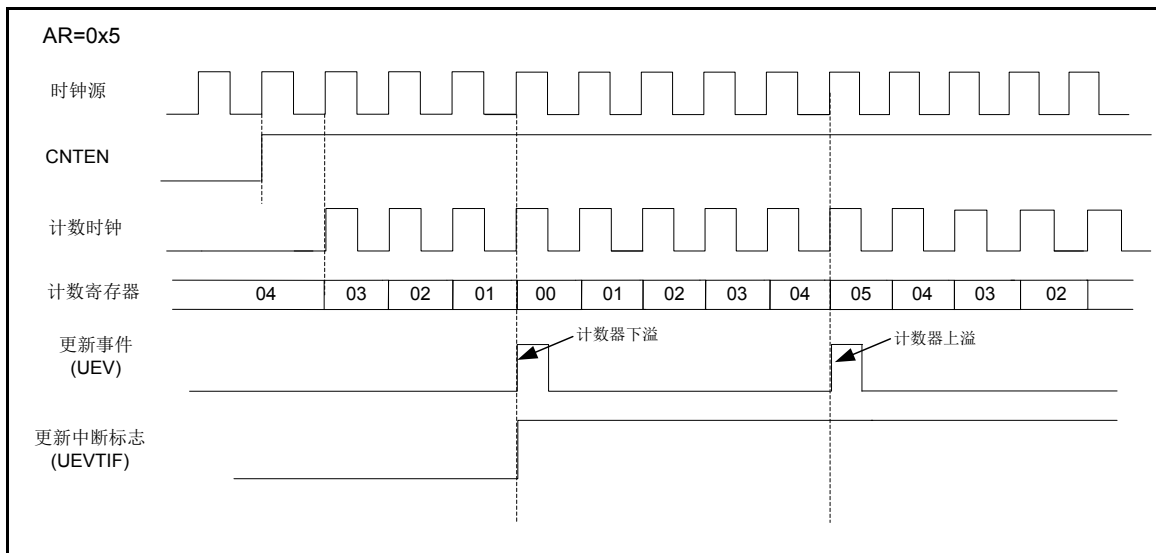 AR=0x5
时钟源
CNTEN
计数时钟
计数寄存器
04 03 02 01 00 01 02 03 04 05 04 03 02
更新事件
(UEV)
计数器下溢
计数器上溢
更新中断标志
(UEVTIF)